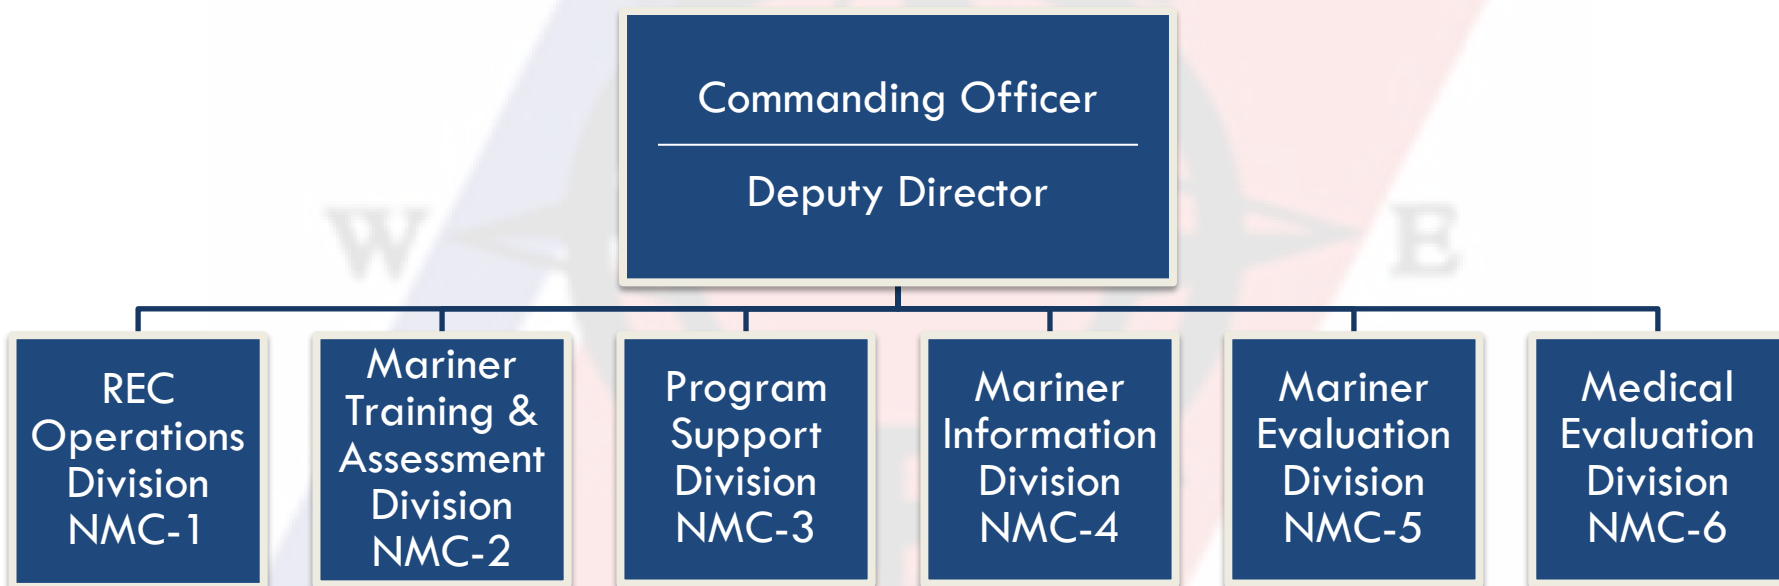 Commanding Officer
Deputy Director
W
E
REC
Operations
Division
NMC-1
Mariner
Training &
Assessment
Division
NMC-2
Program
Support
Division
NMC-3
Mariner
Information
Division
NMC-4
Mariner
Evaluation
Division
NMC-5
Medical
Evaluation
Division
NMC-6